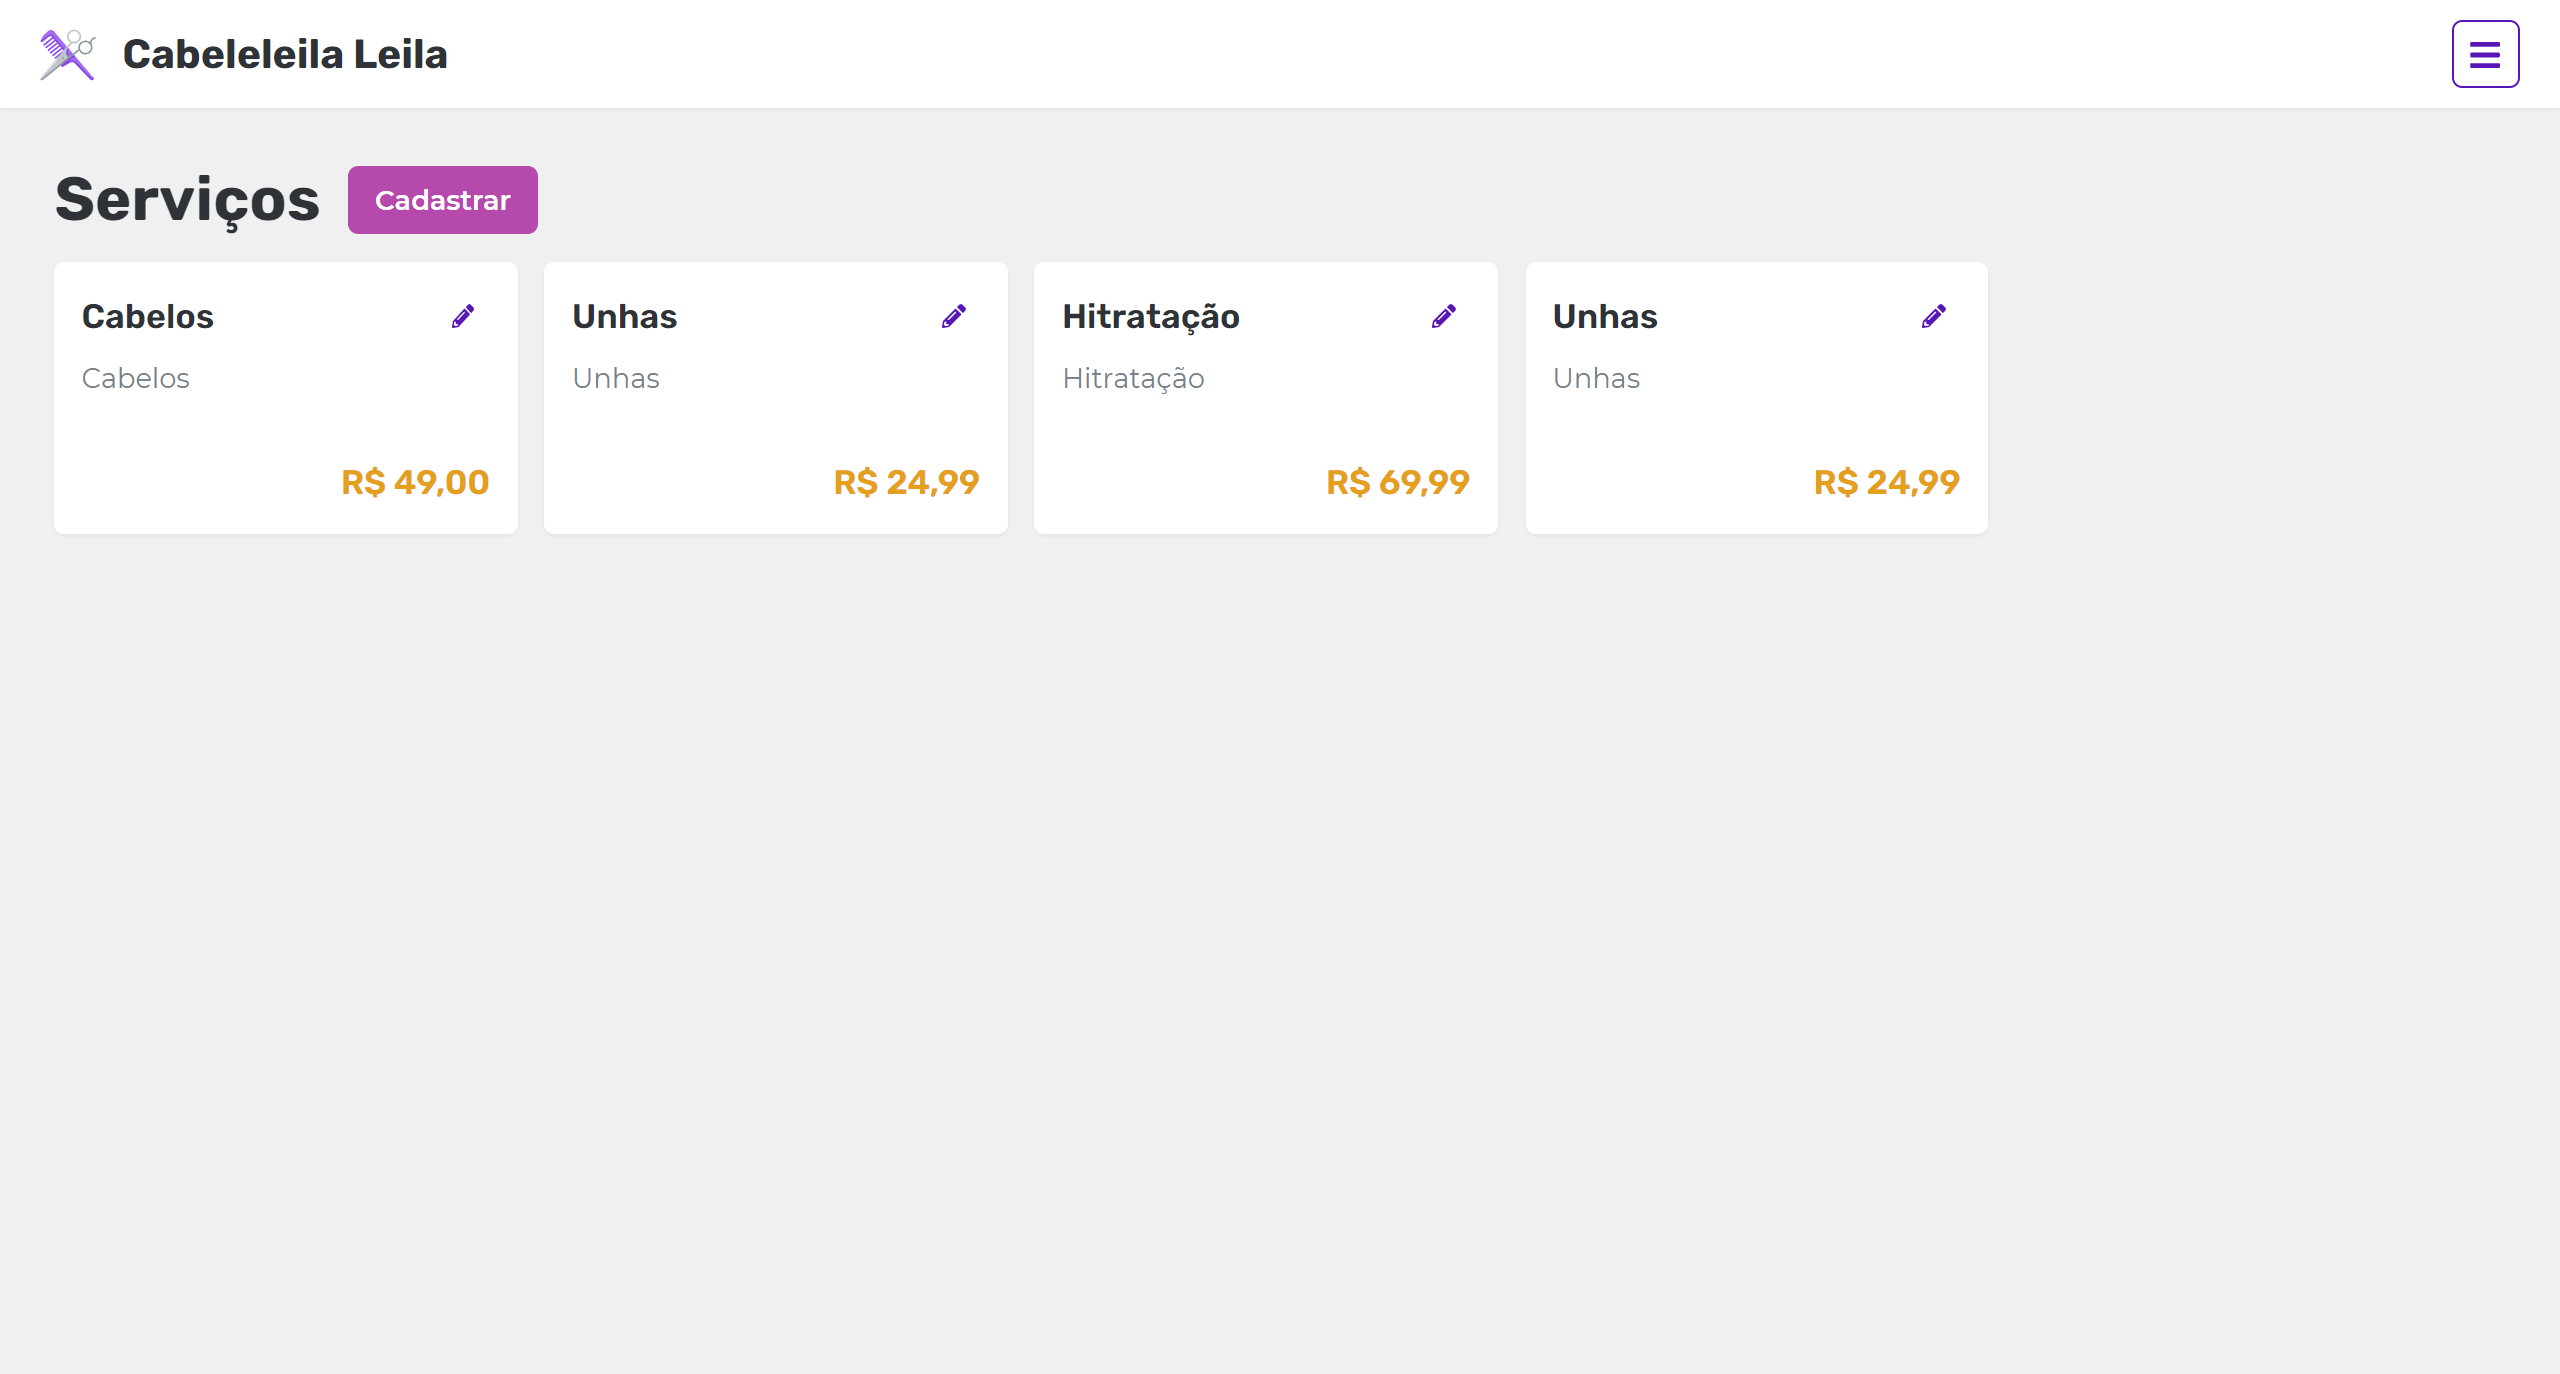 Cabeleleila Leila
Serviços
Cadastrar
Cabelos
Cabelos
R$ 49,00
Unhas
Unhas
R$ 24,99
Hitratação
Hitratação
R$ 69,99
Unhas
Unhas
R$ 24,99